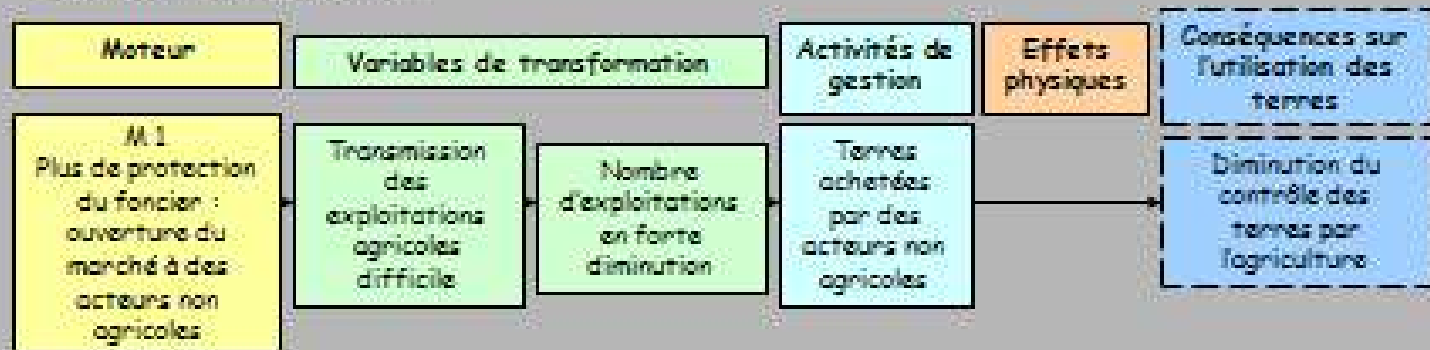 Moteur
Variables de transformation
Activités de
gestion
Effets
physiques
Conséquences sur
l'utilisation des
terres
M 1
Plus de protection
du foncier :
ouverture du
marché à des
acteurs non
agricoles
Transmission
des
exploitations
agricoles
difficile
Nombre
d'exploitations
en forte
diminution
Terres
achetées
par des
acteurs non
agricoles
Diminution du
contrôle des
terres par
l'agriculture